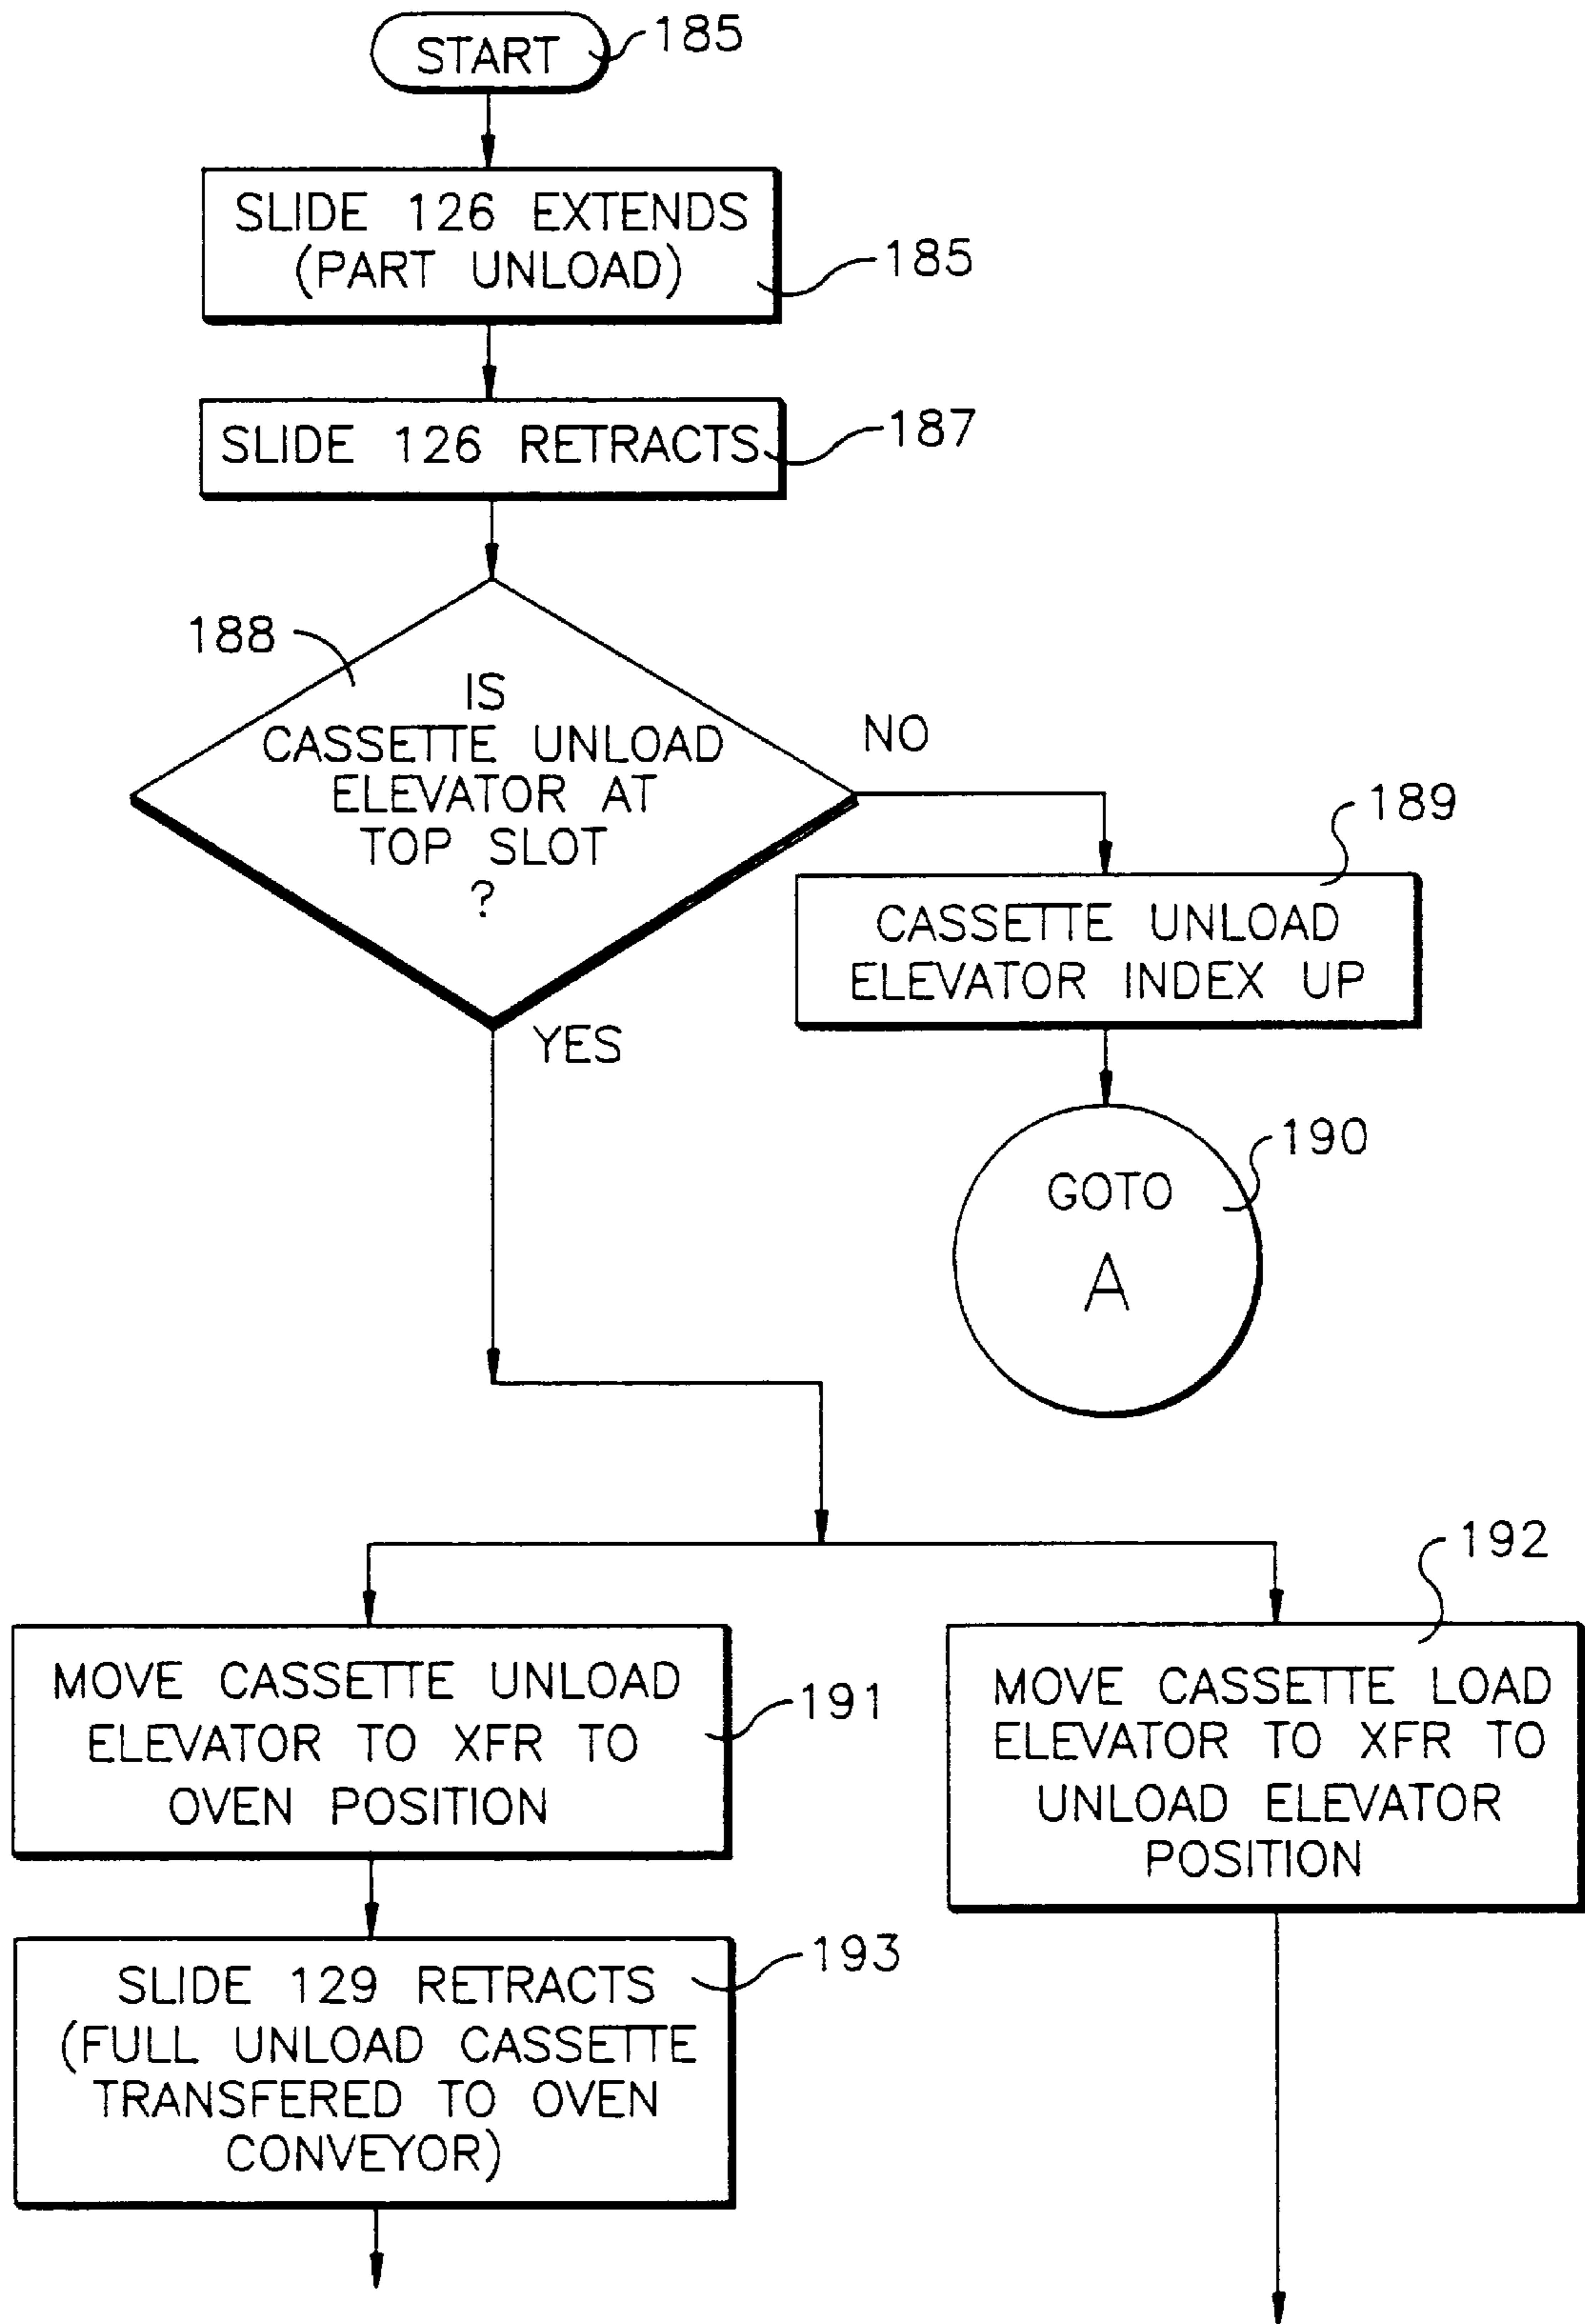 START
185
SLIDE 126 EXTENDS
(PART UNLOAD)
185
SLIDE 126 RETRACTS
187
188
IS
CASSETTE UNLOAD
ELEVATOR AT
TOP SLOT
?
NO
YES
189
CASSETTE UNLOAD
ELEVATOR INDEX UP
190
GOTO
A
MOVE CASSETTE UNLOAD
ELEVATOR TO XFR TO
OVEN POSITION
191
192
MOVE CASSETTE LOAD
ELEVATOR TO XFR TO
UNLOAD ELEVATOR
POSITION
SLIDE 129 RETRACTS
(FULL UNLOAD CASSETTE
TRANSFERED TO OVEN
CONVEYOR)
193